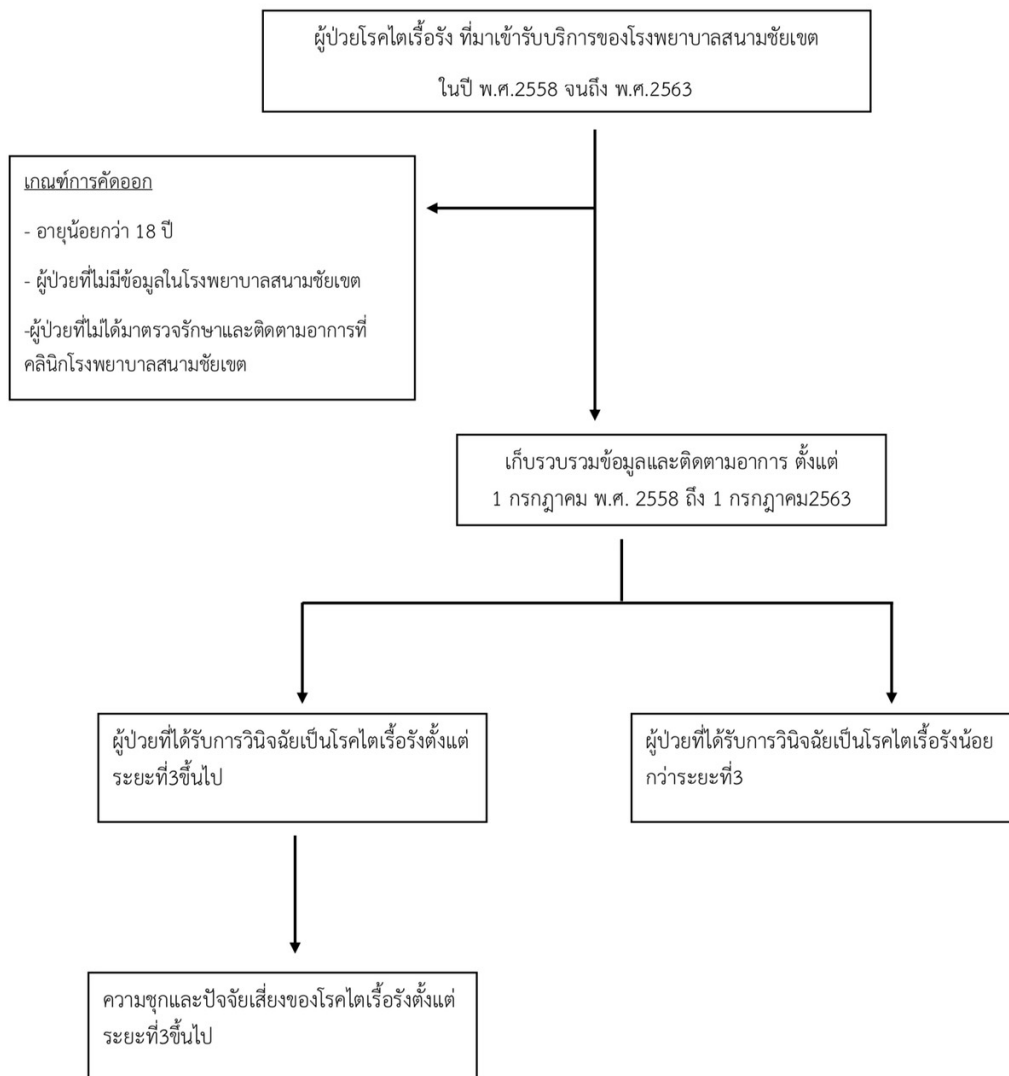 ผู้ป่วยโรคไตเรื้อรัง ที่มาเข้ารับบริการของโรงพยาบาลสนามชัยเขต
ในปี พ.ศ.2558 จนถึง พ.ศ.2563
เกณฑ์การคัดออก
- อายุน้อยกว่า 18 ปี
- ผู้ป่วยที่ไม่มีข้อมูลในโรงพยาบาลสนามชัยเขต
-ผู้ป่วยที่ไม่ได้มาตรวจรักษาและติดตามอาการที่
คลินิกโรงพยาบาลสนามชัยเขต
เก็บรวบรวมข้อมูลและติดตามอาการ ตั้งแต่
1 กรกฎาคม พ.ศ. 2558 ถึง 1 กรกฎาคม2563
ผู้ป่วยที่ได้รับการวินิจฉัยเป็นโรคไตเรื้อรังตั้งแต่
ระยะที่3ขึ้นไป
ผู้ป่วยที่ได้รับการวินิจฉัยเป็นโรคไตเรื้อรังน้อย
กว่าระยะที่3
ความชุกและปัจจัยเสี่ยงของโรคไตเรื้อรังตั้งแต่
ระยะที่3ขึ้นไป